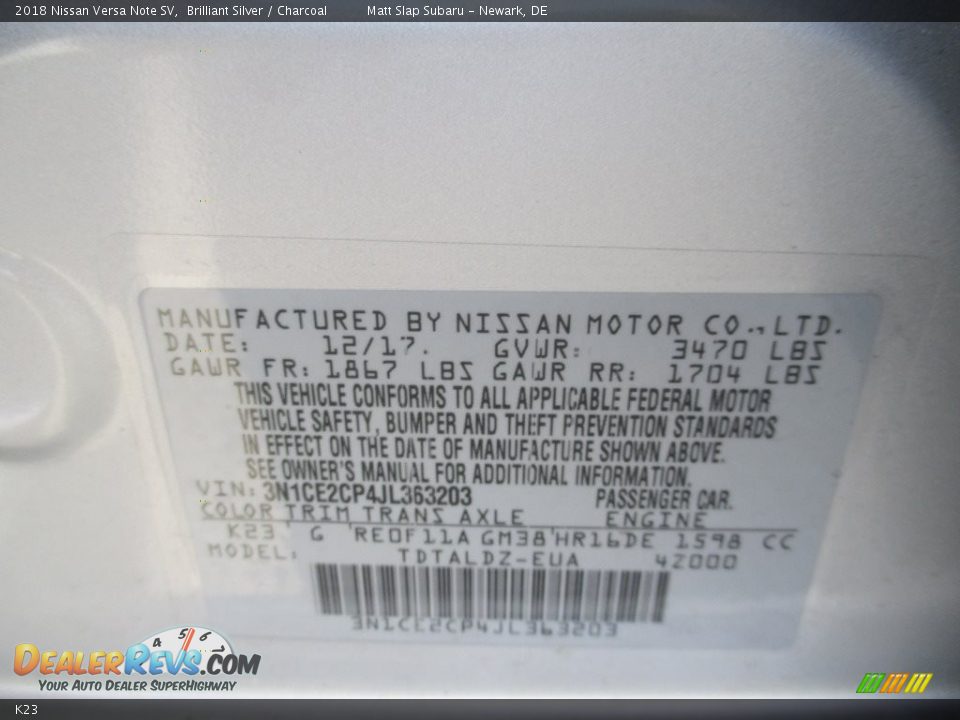 2018 Nissan Versa Note SV, Brilliant Silver / Charcoal Matt Slap Subaru - Newark, DE
MANUFACTURED BY NISSAN MOTOR CO., LTD.
DATE: 12/17. GVWR: 3470 LBS
GAWR FR: 1867 LBS GAWR RR: 1704 LBS
THIS VEHICLE CONFORMS TO ALL APPLICABLE FEDERAL MOTOR
VEHICLE SAFETY, BUMPER AND THEFT PREVENTION STANDARDS
IN EFFECT ON THE DATE OF MANUFACTURE SHOWN ABOVE.
SEE OWNER'S MANUAL FOR ADDITIONAL INFORMATION.
VIN: 3N1CE2CP4JL363203 PASSENGER CAR.
COLOR TRIM TRANS AXLE ENGINE
K23 G RE0F11A GM38 HR16DE 1598 CC
MODEL: TDTALDZ-EUA 42000
3N1CE2CP4JL363203
4 5 6
DEALERREVS.COM
YOUR AUTO DEALER SUPERHIGHWAY
K23